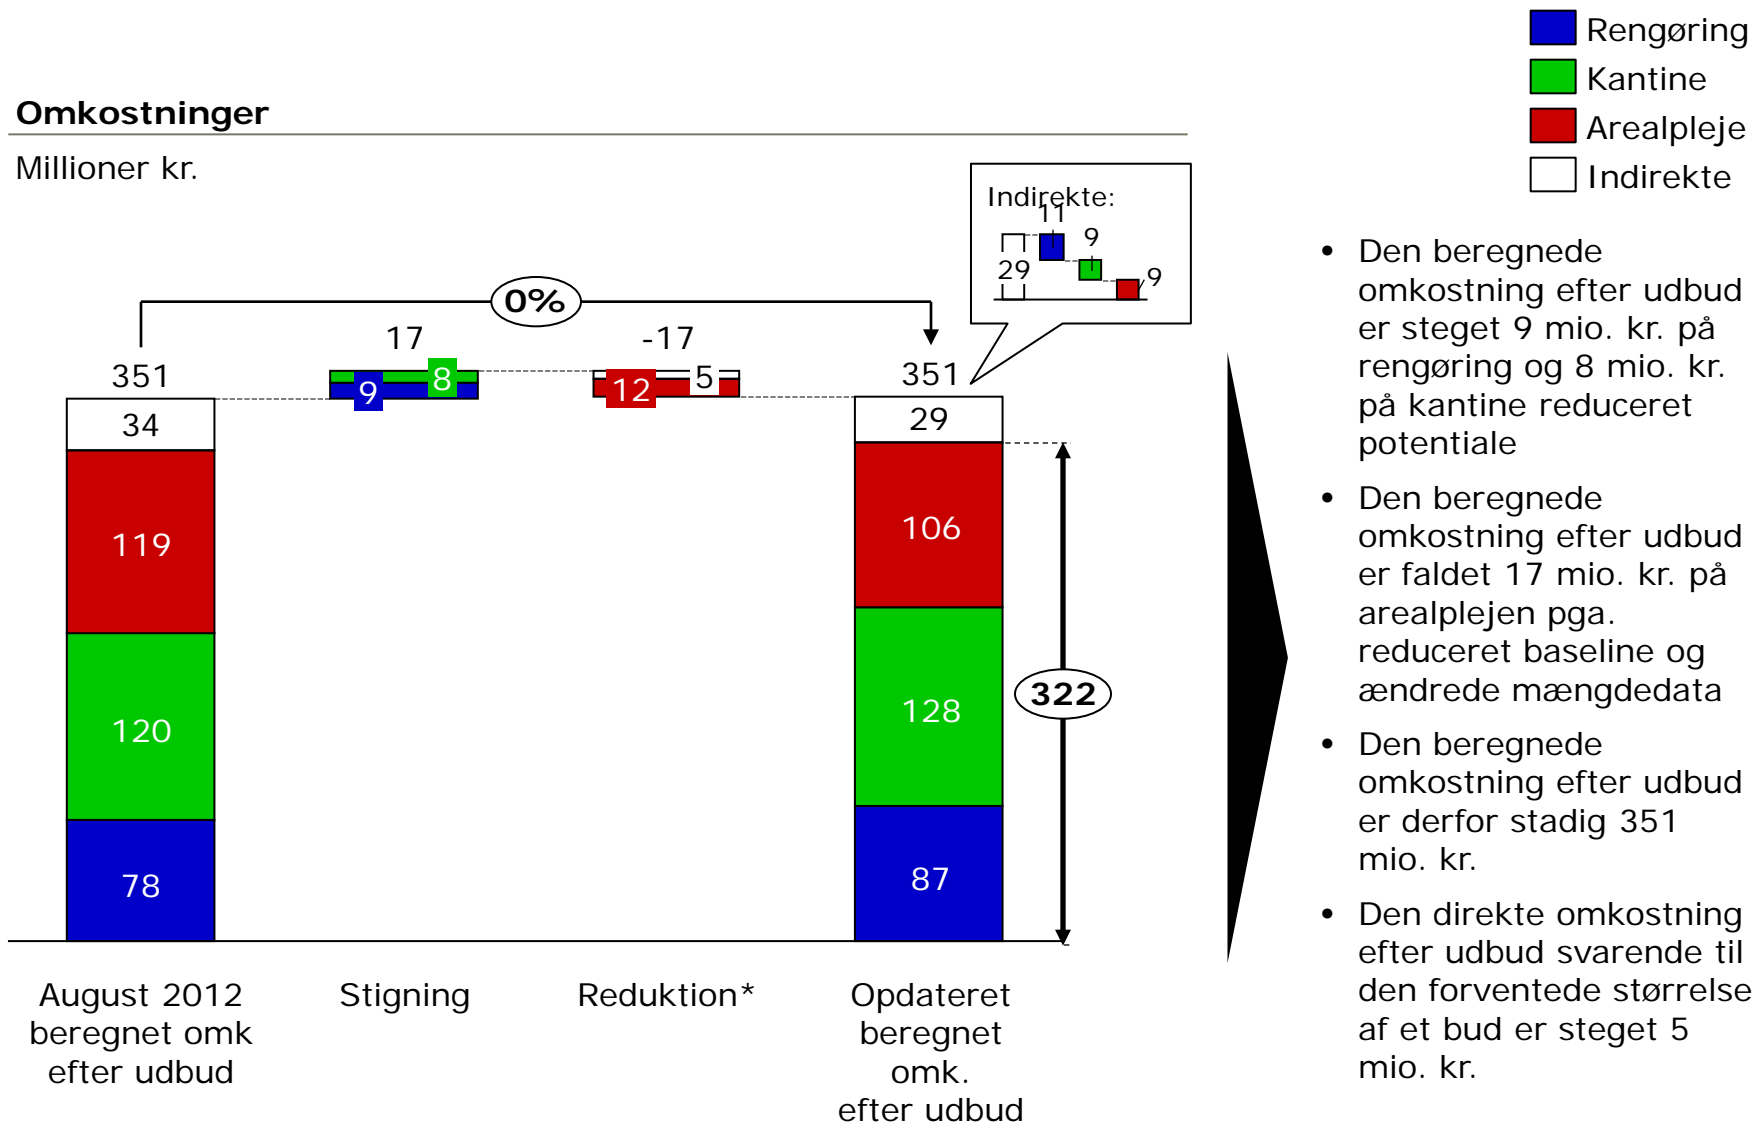 Rengøring
Kantine
Arealpleje
Indirekte
Omkostninger
Millioner kr.
Indirekte:
11
9
29
9
0%
17
-17
351
351
9
8
12
5
34
29
119
106
120
128
322
78
87
August 2012
beregnet omk
efter udbud
Stigning
Reduktion*
Opdateret
beregnet
omk.
efter udbud
• Den beregnede
omkostning efter udbud
er steget 9 mio. kr. på
rengøring og 8 mio. kr.
på kantine reduceret
potentiale
• Den beregnede
omkostning efter udbud
er faldet 17 mio. kr. på
arealplejen pga.
reduceret baseline og
ændrede mængdedata
• Den beregnede
omkostning efter udbud
er derfor stadig 351
mio. kr.
• Den direkte omkostning
efter udbud svarende til
den forventede størrelse
af et bud er steget 5
mio. kr.